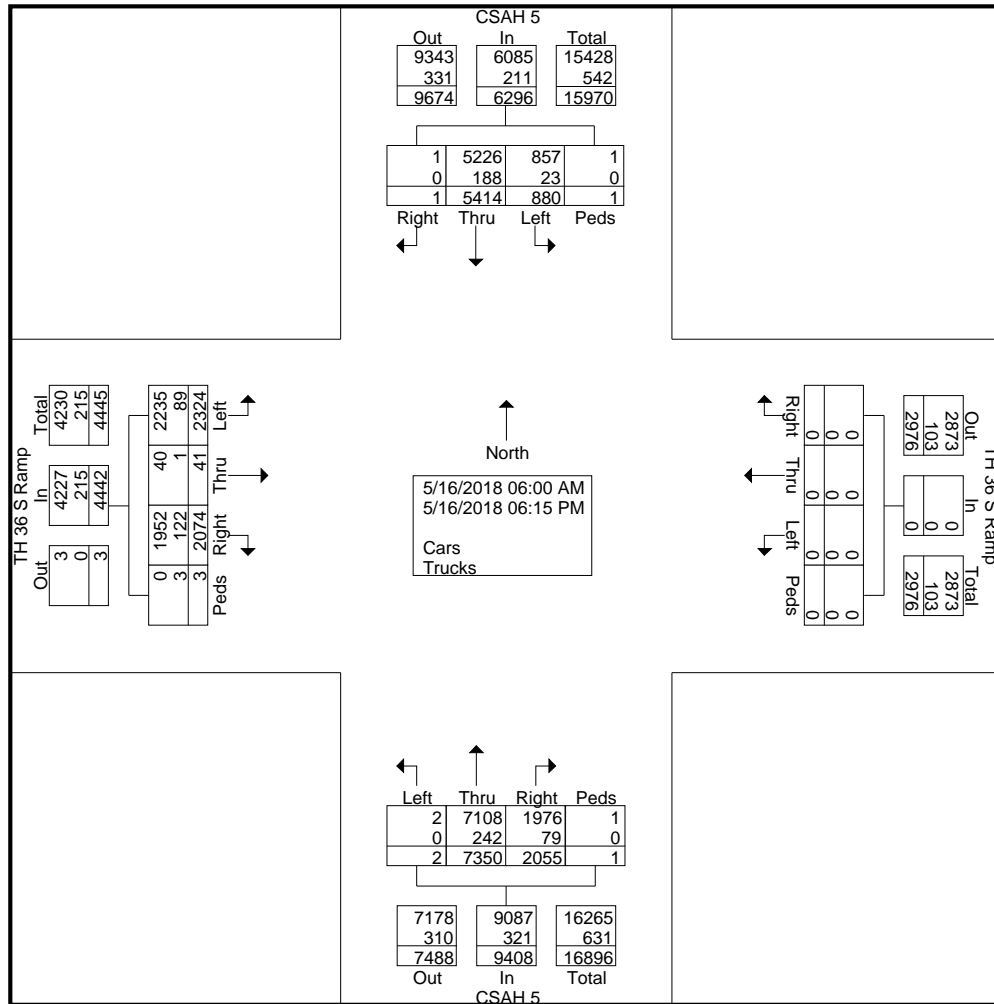 CSAH 5
Out In Total
9343 6085 15428
331 211 542
9674 6296 15970
1 5226 857 1
0 188 23 0
1 5414 880 1
Right Thru Left Peds
TH 36 S Ramp
Total In Out
4230 4227 3
215 215 0
4445 4442 3
Left Thru Right Peds
2235 40 1952 0
89 1 122 3
2324 41 2074 3
North
5/16/2018 06:00 AM
5/16/2018 06:15 PM
Cars
Trucks
Right Thru Left Peds
0 0 0 0
0 0 0 0
0 0 0 0
TH 36 S Ramp
Out In Total
2873 0 2873
103 0 103
2976 0 2976
Left Thru Right Peds
2 7108 1976 1
0 242 79 0
2 7350 2055 1
7178 9087 16265
310 321 631
7488 9408 16896
Out In Total
CSAH 5